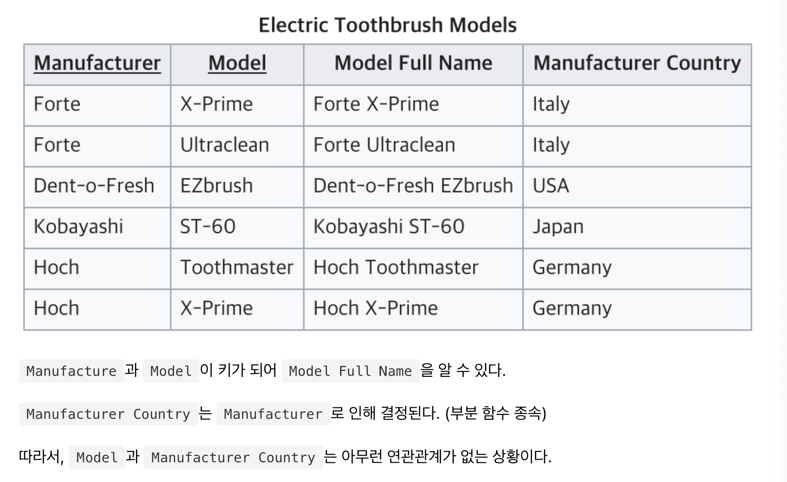 Electric Toothbrush Models
Manufacturer Model Model Full Name Manufacturer Country
Forte X-Prime Forte X-Prime Italy
Forte Ultraclean Forte Ultraclean Italy
Dent-o-Fresh EZbrush Dent-o-Fresh EZbrush USA
Kobayashi ST-60 Kobayashi ST-60 Japan
Hoch Toothmaster Hoch Toothmaster Germany
Hoch X-Prime Hoch X-Prime Germany
Manufacture 과 Model 이 키가 되어 Model Full Name 을 알 수 있다.
Manufacturer Country 는 Manufacturer 로 인해 결정된다. (부분 함수 종속)
따라서, Model 과 Manufacturer Country 는 아무런 연관관계가 없는 상황이다.